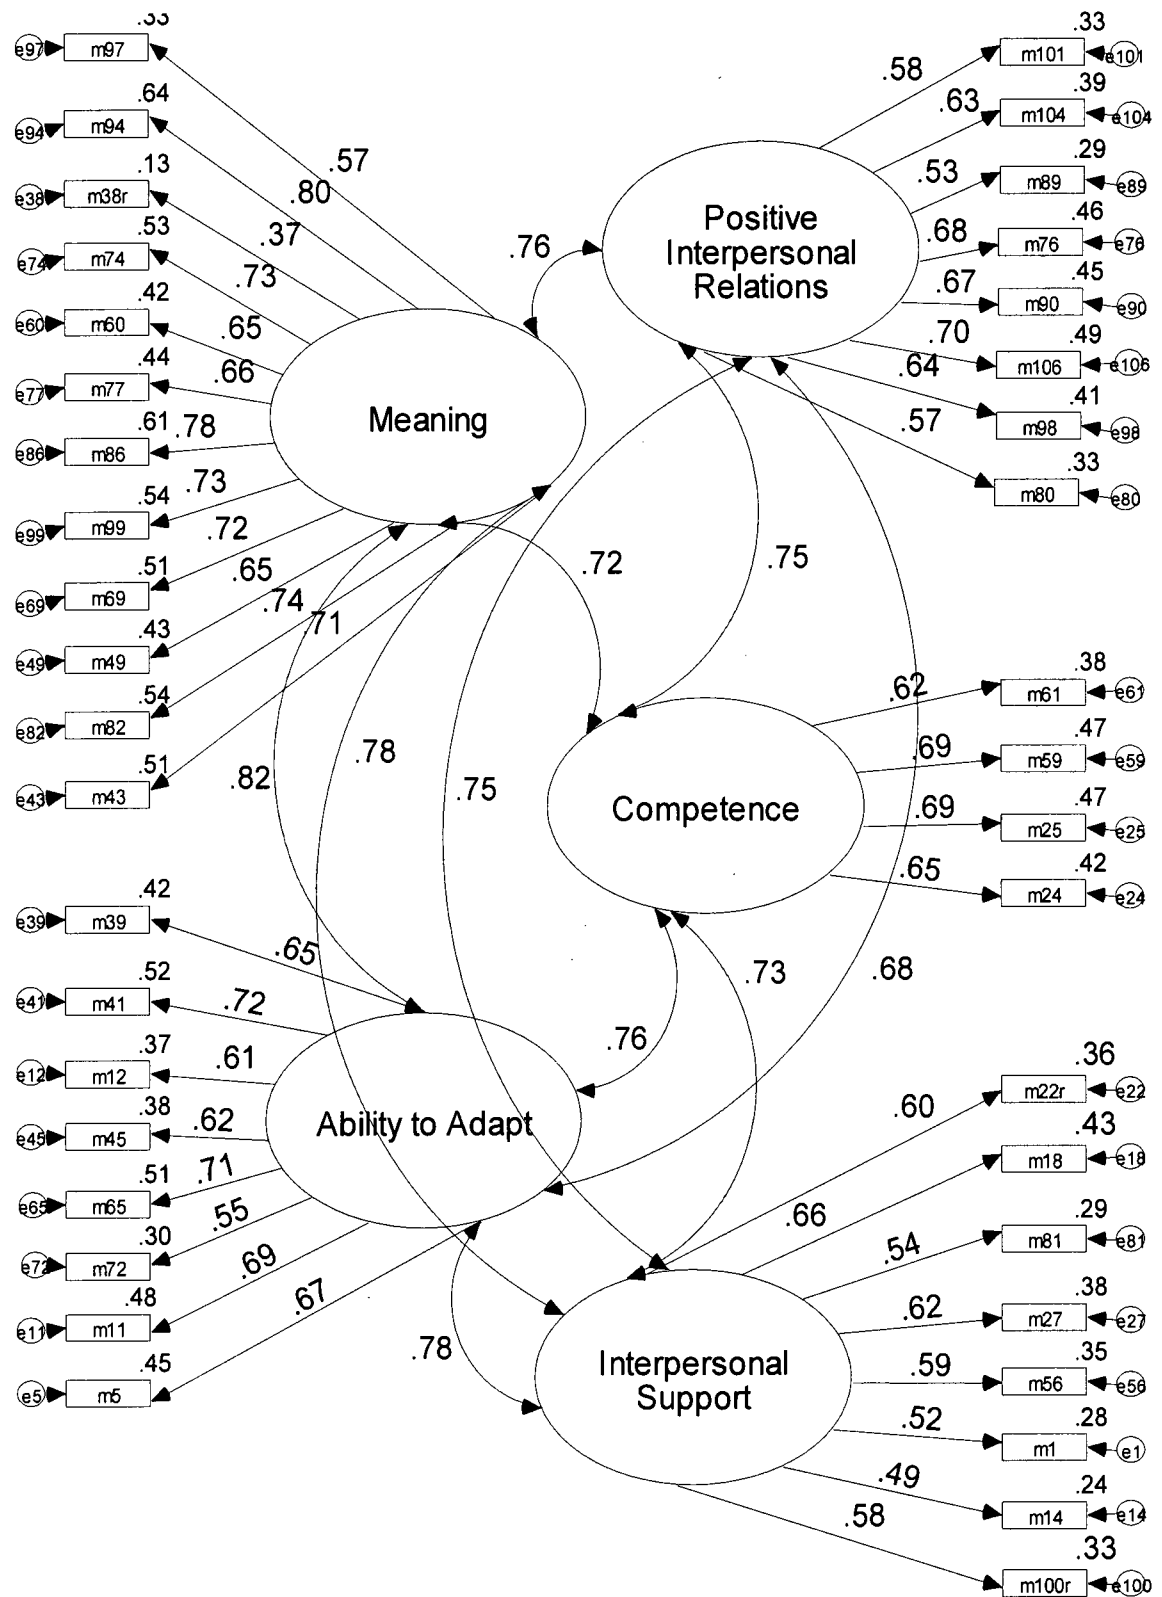 .33
e97 m97
.64
e94 m94
.13
e38 m38r
.53
e74 m74
.42
e60 m60
.44
e77 m77
.61
e86 m86
.54
e99 m99
.51
e69 m69
.43
e49 m49
.54
e82 m82
.51
e43 m43
.57
.80
.37
.73
.65
.66
.78
.73
.72
.65
.74
.71
Meaning
.76
Positive
Interpersonal
Relations
.58
.63
.53
.68
.67
.70
.64
.57
.33
m101 e101
.39
m104 e104
.29
m89 e89
.46
m76 e76
.45
m90 e90
.49
m106 e106
.41
m98 e98
.33
m80 e80
.72
.75
.82
.78
.75
Competence
.62
.69
.69
.65
.38
m61 e61
.47
m59 e59
.47
m25 e25
.42
m24 e24
.73
.68
.76
.42
e39 m39
.52
e41 m41
.37
e12 m12
.38
e45 m45
.51
e65 m65
.30
e72 m72
.48
e11 m11
.45
e5 m5
.65
.72
.61
.62
.71
.55
.69
.67
Ability to Adapt
.78
Interpersonal
Support
.60
.66
.54
.62
.59
.52
.49
.58
.36
m22r e22
.43
m18 e18
.29
m81 e81
.38
m27 e27
.35
m56 e56
.28
m1 e1
.24
m14 e14
.33
m100r e100